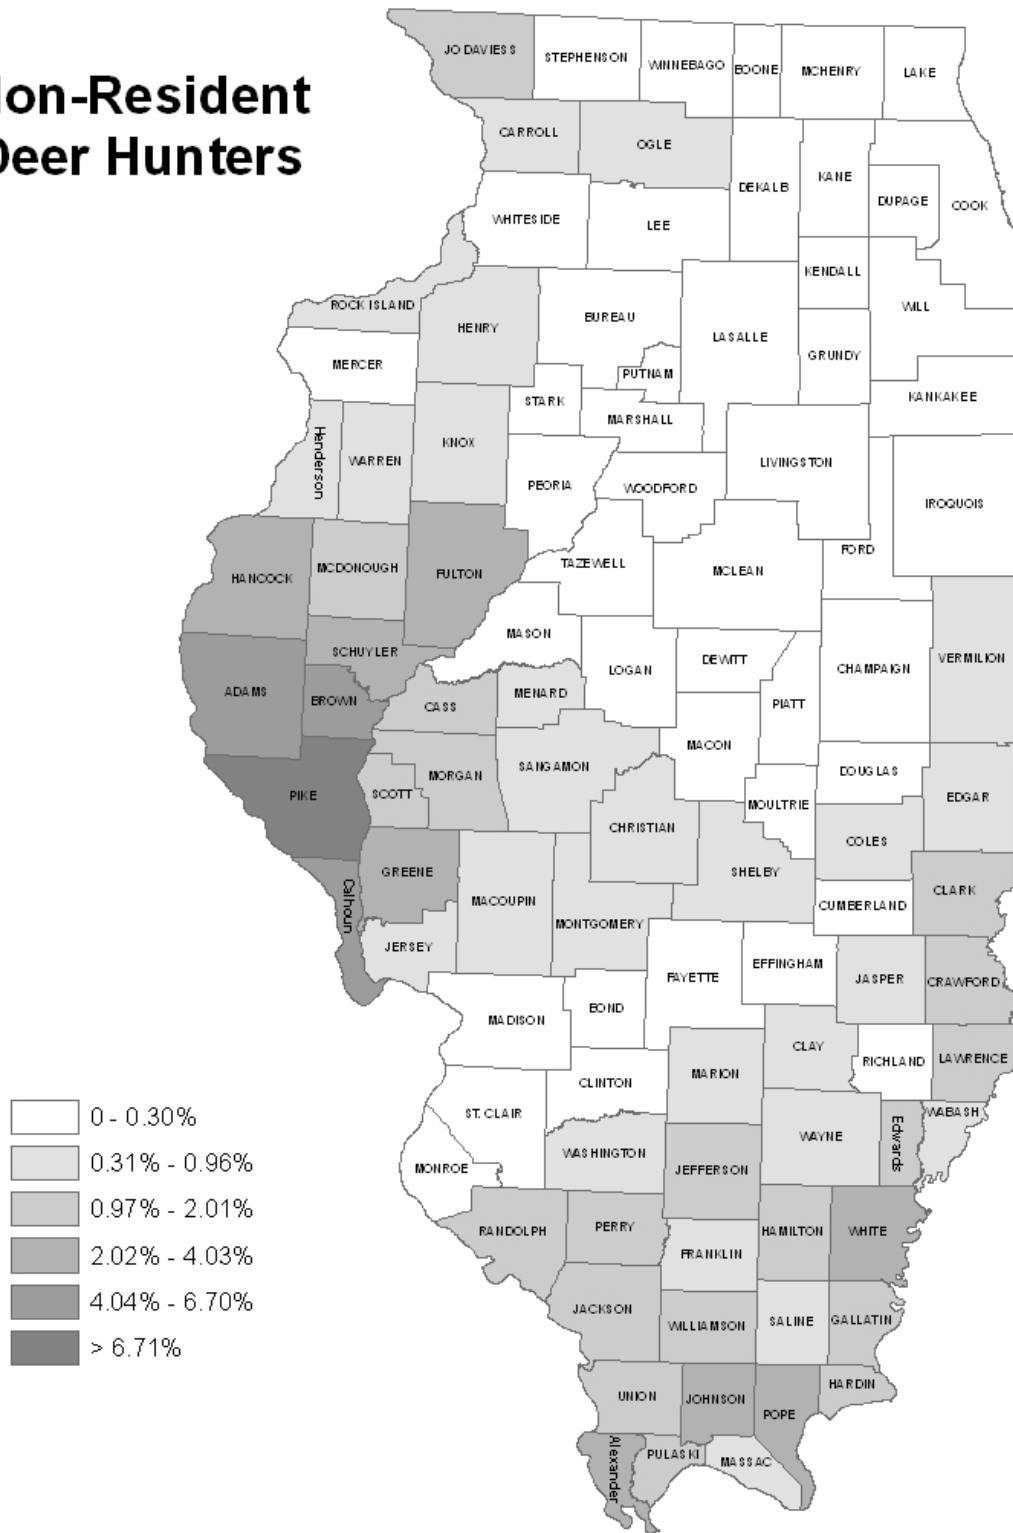 on-Resident
Deer Hunters
JO DAVIESS
STEPHENSON
WINNEBAGO
BOONE
MCHENRY
LAKE
CARROLL
OGLE
DEKALB
KANE
DUPAGE
COOK
WHITESIDE
LEE
KENDALL
WILL
ROCK ISLAND
HENRY
BUREAU
LASALLE
GRUNDY
MERCER
PUTNAM
KANKAKEE
STARK
MARSHALL
Henderson
WARREN
KNOX
PEORIA
WOODFORD
LIVINGSTON
IROQUOIS
HANCOCK
MCDONOUGH
FULTON
TAZEWELL
MCLEAN
FORD
MASON
SCHUYLER
LOGAN
DEWITT
CHAMPAIGN
VERMILION
ADAMS
BROWN
CASS
MENARD
PIATT
MACON
PIKE
SCOTT
MORGAN
SANGAMON
DOUGLAS
EDGAR
CHRISTIAN
MOULTRIE
COLES
GREENE
SHELBY
Calhoun
MACOUPIN
MONTGOMERY
CUMBERLAND
CLARK
JERSEY
FAYETTE
EFFINGHAM
JASPER
CRAWFORD
MADISON
BOND
CLAY
RICHLAND
LAWRENCE
MARION
CLINTON
ST. CLAIR
WABASH
WAYNE
Edwards
WASHINGTON
MONROE
JEFFERSON
RANDOLPH
PERRY
HAMILTON
WHITE
FRANKLIN
JACKSON
WILLIAMSON
SALINE
GALLATIN
UNION
JOHNSON
POPE
HARDIN
Alexander
PULASKI
MASSAC
0 - 0.30%
0.31% - 0.96%
0.97% - 2.01%
2.02% - 4.03%
4.04% - 6.70%
> 6.71%